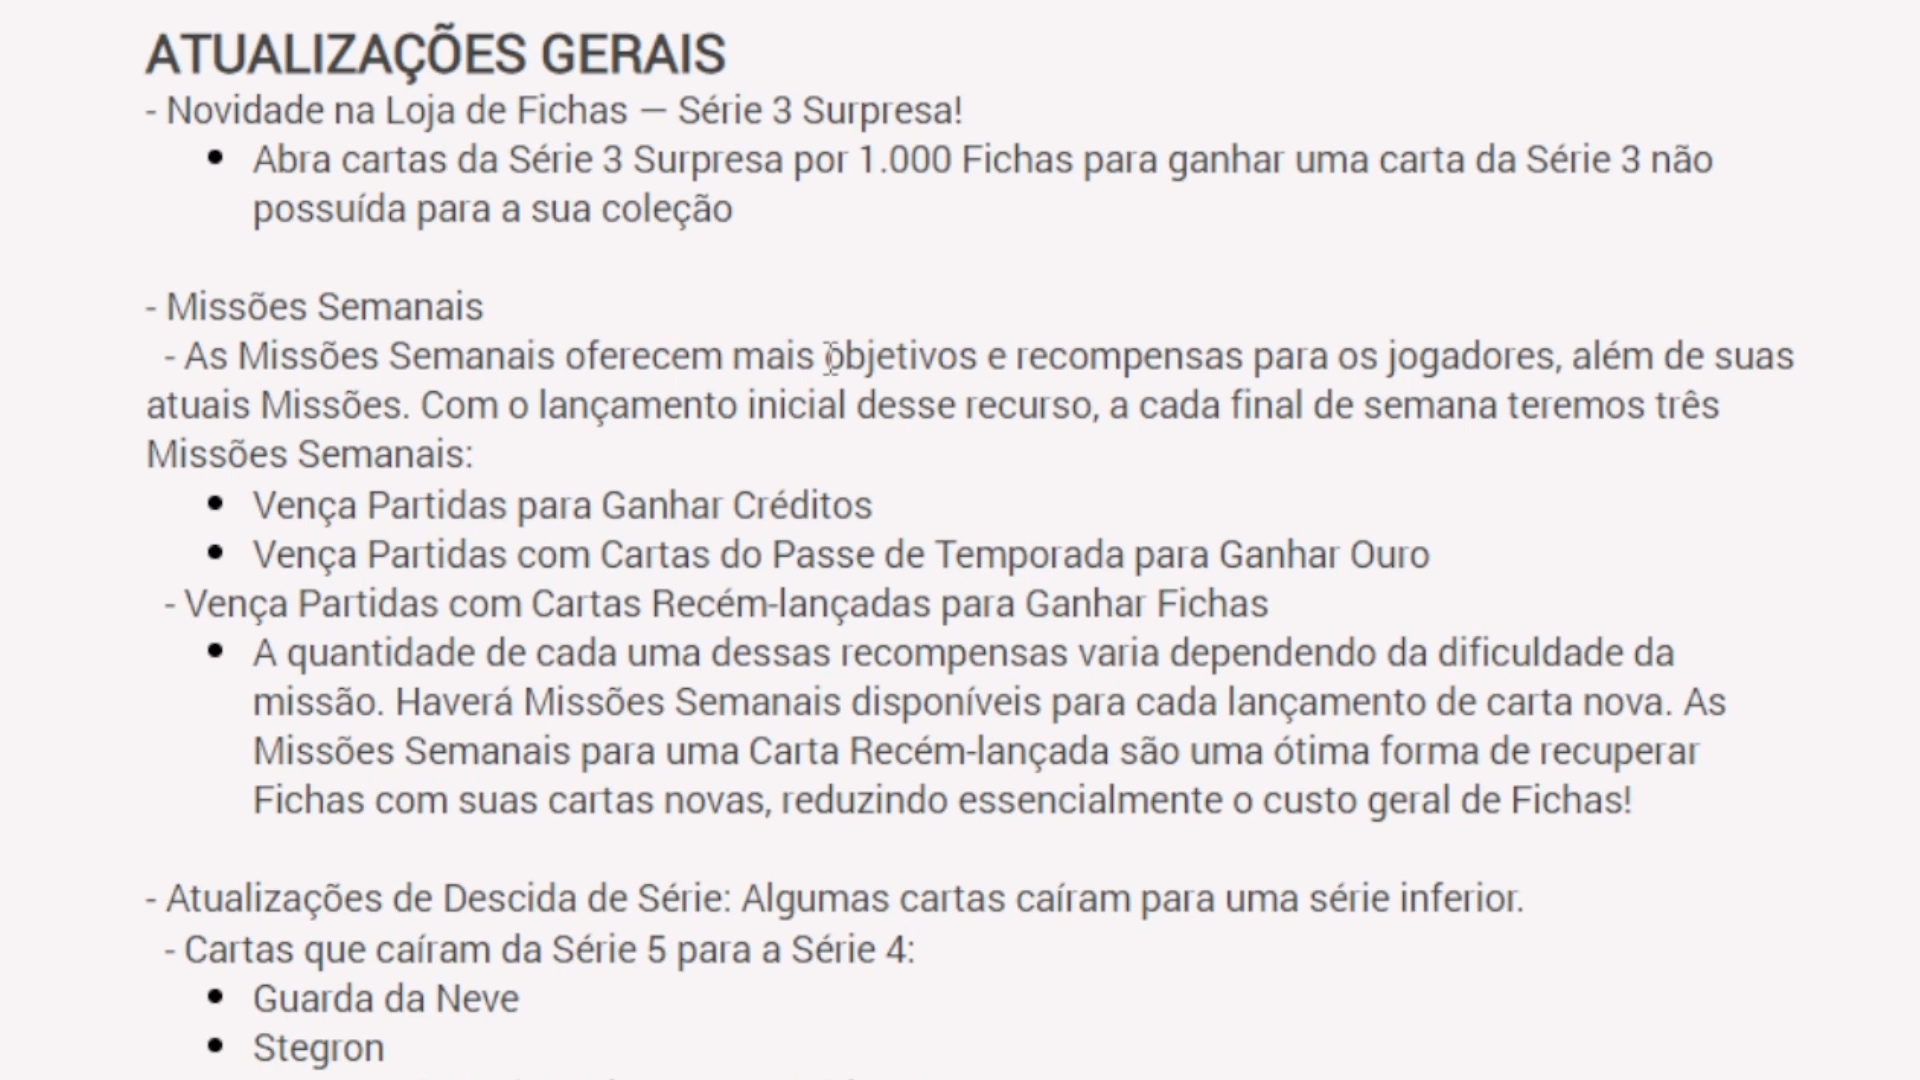 ATUALIZAÇÕES GERAIS
- Novidade na Loja de Fichas — Série 3 Surpresa!
• Abra cartas da Série 3 Surpresa por 1.000 Fichas para ganhar uma carta da Série 3 não
possuída para a sua coleção
- Missões Semanais
- As Missões Semanais oferecem mais objetivos e recompensas para os jogadores, além de suas
atuais Missões. Com o lançamento inicial desse recurso, a cada final de semana teremos três
Missões Semanais:
• Vença Partidas para Ganhar Créditos
• Vença Partidas com Cartas do Passe de Temporada para Ganhar Ouro
- Vença Partidas com Cartas Recém-lançadas para Ganhar Fichas
• A quantidade de cada uma dessas recompensas varia dependendo da dificuldade da
missão. Haverá Missões Semanais disponíveis para cada lançamento de carta nova. As
Missões Semanais para uma Carta Recém-lançada são uma ótima forma de recuperar
Fichas com suas cartas novas, reduzindo essencialmente o custo geral de Fichas!
- Atualizações de Descida de Série: Algumas cartas caíram para uma série inferior.
- Cartas que caíram da Série 5 para a Série 4:
• Guarda da Neve
• Stegron